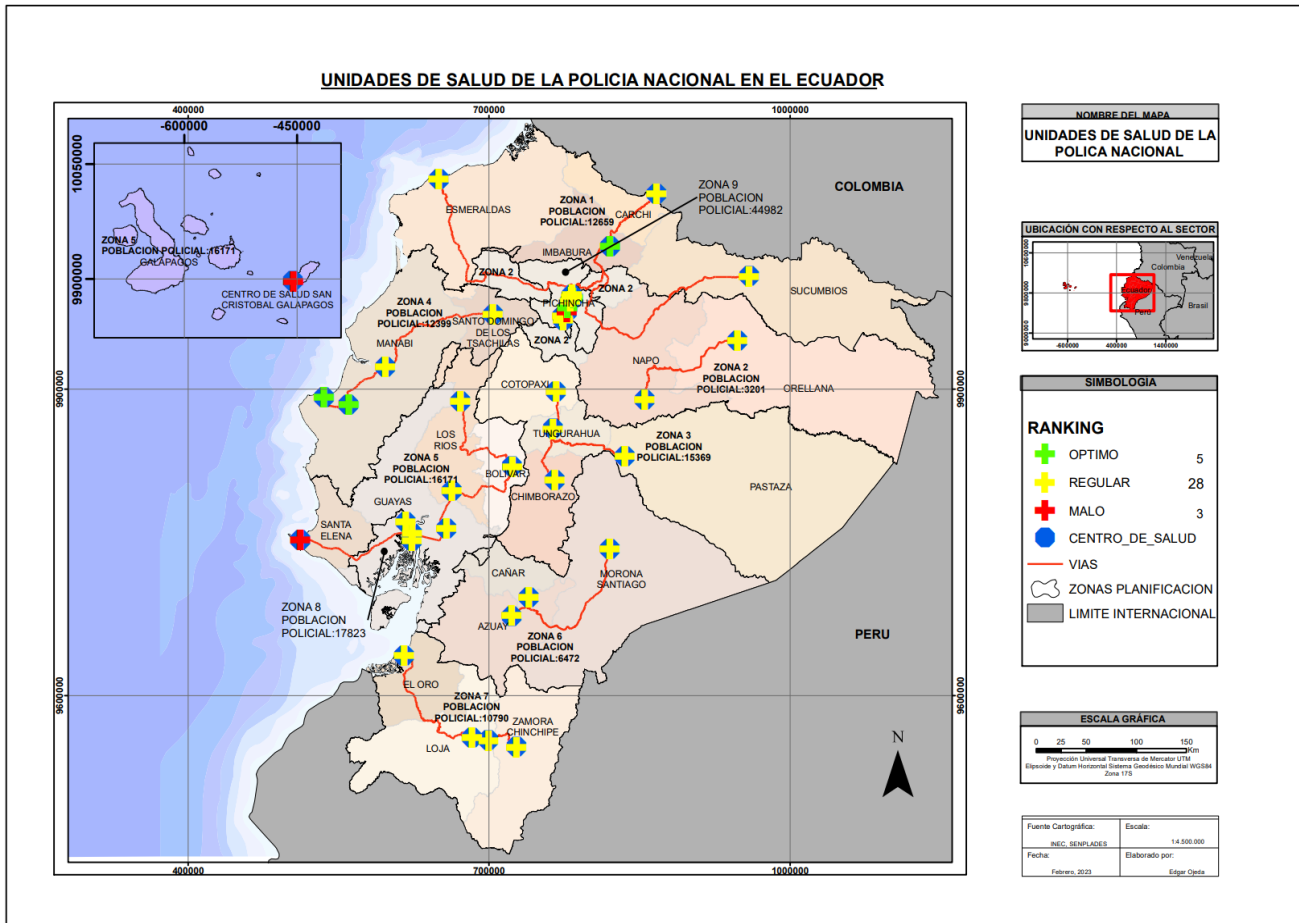 UNIDADES DE SALUD DE LA POLICIA NACIONAL EN EL ECUADOR
400000
700000
1000000
-600000
-450000
10050000
9900000
ZONA 5
POBLACION POLICIAL:16171
GALAPAGOS
CENTRO DE SALUD SAN
CRISTOBAL GALAPAGOS
ZONA 9
POBLACION
POLICIAL:44982
COLOMBIA
ESMERALDAS
ZONA 1
POBLACION
POLICIAL:12659
CARCHI
IMBABURA
ZONA 2
ZONA 2
SUCUMBIOS
PICHINCHA
ZONA 4
POBLACION
POLICIAL:12399
SANTO DOMINGO
DE LOS
TSACHILAS
ZONA 2
MANABI
NAPO
ZONA 2
POBLACION
POLICIAL:3201
ORELLANA
COTOPAXI
9900000
9900000
LOS
RIOS
TUNGURAHUA
ZONA 3
POBLACION
POLICIAL:15369
ZONA 5
POBLACION
POLICIAL:16171
BOLIVAR
CHIMBORAZO
PASTAZA
GUAYAS
SANTA
ELENA
CAÑAR
MORONA
SANTIAGO
ZONA 8
POBLACION
POLICIAL:17823
AZUAY
ZONA 6
POBLACION
POLICIAL:6472
PERU
EL ORO
ZONA 7
POBLACION
POLICIAL:10790
ZAMORA
CHINCHIPE
LOJA
9600000
9600000
N
400000
700000
1000000
NOMBRE DEL MAPA
UNIDADES DE SALUD DE LA
POLICA NACIONAL
UBICACIÓN CON RESPECTO AL SECTOR
Venezuela
Colombia
Ecuador
Perú
Brasil
-600000
400000
1400000
SIMBOLOGIA
RANKING
OPTIMO 5
REGULAR 28
MALO 3
CENTRO_DE_SALUD
VIAS
ZONAS PLANIFICACION
LIMITE INTERNACIONAL
ESCALA GRÁFICA
0 25 50 100 150
Km
Proyección Universal Transversa de Mercator UTM
Elipsoide y Datum Horizontal Sistema Geodésico Mundial WGS84
Zona 17S
Fuente Cartográfica:
INEC, SENPLADES
Escala:
1:4.500.000
Fecha:
Febrero, 2023
Elaborado por:
Edgar Ojeda